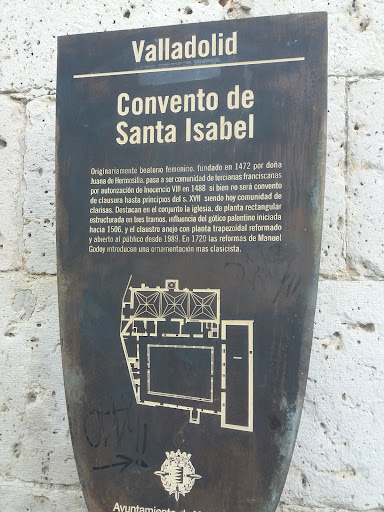 Valladolid
Convento de
Santa Isabel
Originariamente beaterio femenino, fundado en 1472 por doña
Juana de Hermosilla, pasa a ser comunidad de terciarias franciscanas
por autorización de Inocencio VIII en 1488 si bien no será convento
de clausura hasta principios del s. XVII siendo hoy comunidad de
clarisas. Destacan en el conjunto la iglesia, de planta rectangular
estructurada en tres tramos, influencia del gótico palentino iniciada
hacia 1506, y el claustro anejo con planta trapezoidal reformado
y abierto al público desde 1989. En 1720 las reformas de Manuel
Godoy introducen una ornamentación mas clasicista.
Ayuntamiento de